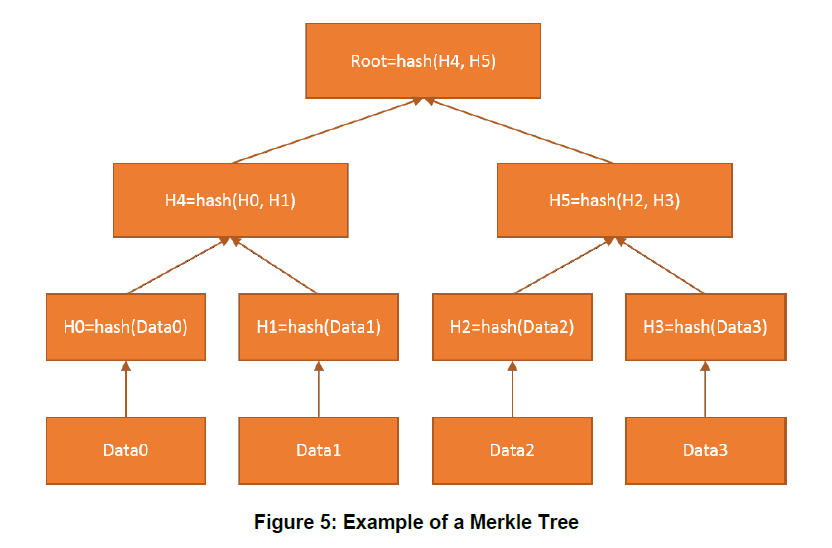 Root=hash(H4, H5)
H4=hash(H0, H1)
H5=hash(H2, H3)
H0=hash(Data0)
H1=hash(Data1)
H2=hash(Data2)
H3=hash(Data3)
Data0
Data1
Data2
Data3
Figure 5: Example of a Merkle Tree